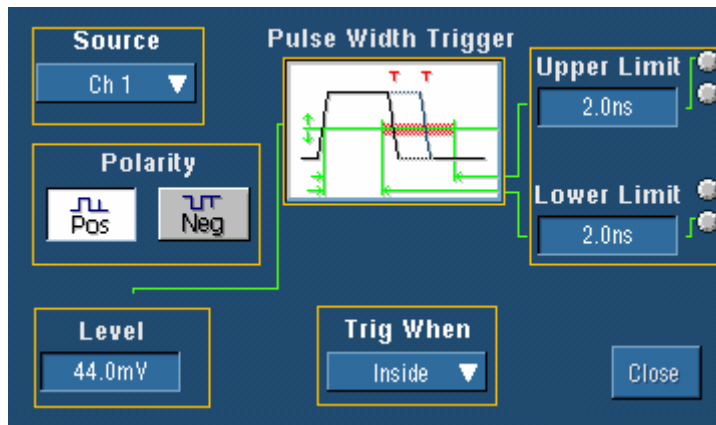 Pulse Width Trigger
Source
Ch 1
T T
Upper Limit
2.0ns
Polarity
Pos
Neg
Lower Limit
2.0ns
Level
44.0mV
Trig When
Inside
Close